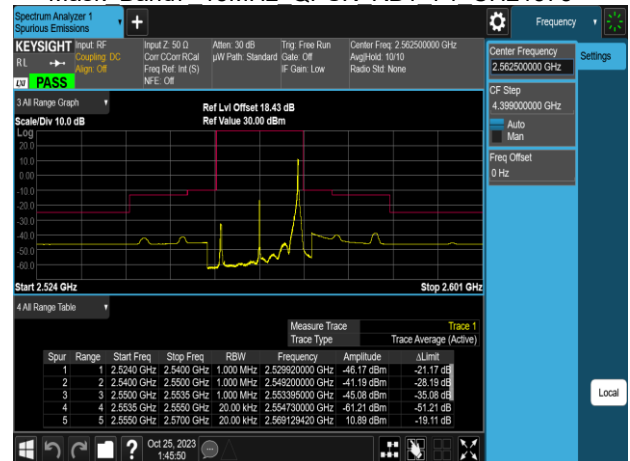 Spectrum Analyzer 1
Spurious Emissions
+
Frequency
KEYSIGHT
RL
LXI
PASS
Input: RF
Coupling: DC
Align: Off
Input Z: 50 Ω
Corr CCorr RCal
Freq Ref: Int (S)
NFE: Off
Atten: 30 dB
µW Path: Standard
Trig: Free Run
Gate: Off
IF Gain: Low
Center Freq: 2.562500000 GHz
Avg|Hold: 10/10
Radio Std: None
Center Frequency
2.562500000 GHz
Settings
CF Step
4.399000000 GHz
Auto
Man
Freq Offset
0 Hz
Local
3 All Range Graph
Scale/Div 10.0 dB
Ref Lvl Offset 18.43 dB
Ref Value 30.00 dBm
Log
20.0
10.0
0.00
-10.0
-20.0
-30.0
-40.0
-50.0
-60.0
Start 2.524 GHz
Stop 2.601 GHz
4 All Range Table
Measure Trace Trace 1
Trace Type Trace Average (Active)
Spur Range Start Freq Stop Freq RBW Frequency Amplitude ΔLimit
1 1 2.5240 GHz 2.5400 GHz 1.000 MHz 2.529920000 GHz -46.17 dBm -21.17 dB
2 2 2.5400 GHz 2.5500 GHz 1.000 MHz 2.549200000 GHz -41.19 dBm -28.19 dB
3 3 2.5500 GHz 2.5535 GHz 1.000 MHz 2.553395000 GHz -45.08 dBm -35.08 dB
4 4 2.5535 GHz 2.5550 GHz 20.00 kHz 2.554730000 GHz -61.21 dBm -51.21 dB
5 5 2.5550 GHz 2.5700 GHz 20.00 kHz 2.569129420 GHz 10.89 dBm -19.11 dB
?
Oct 25, 2023
1:45:50